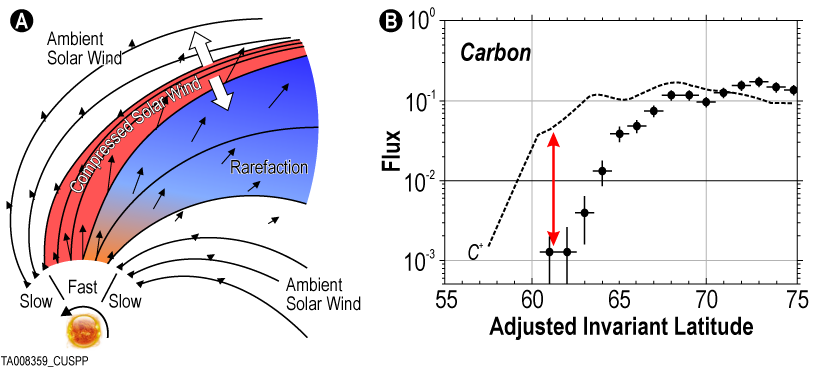 A
Ambient
Solar Wind
Compressed Solar Wind
Rarefaction
Slow
Fast
Slow
Ambient
Solar Wind
TA008359_CUSPP
B
Carbon
10⁰
10⁻¹
10⁻²
10⁻³
Flux
C⁺
55
60
65
70
75
Adjusted Invariant Latitude